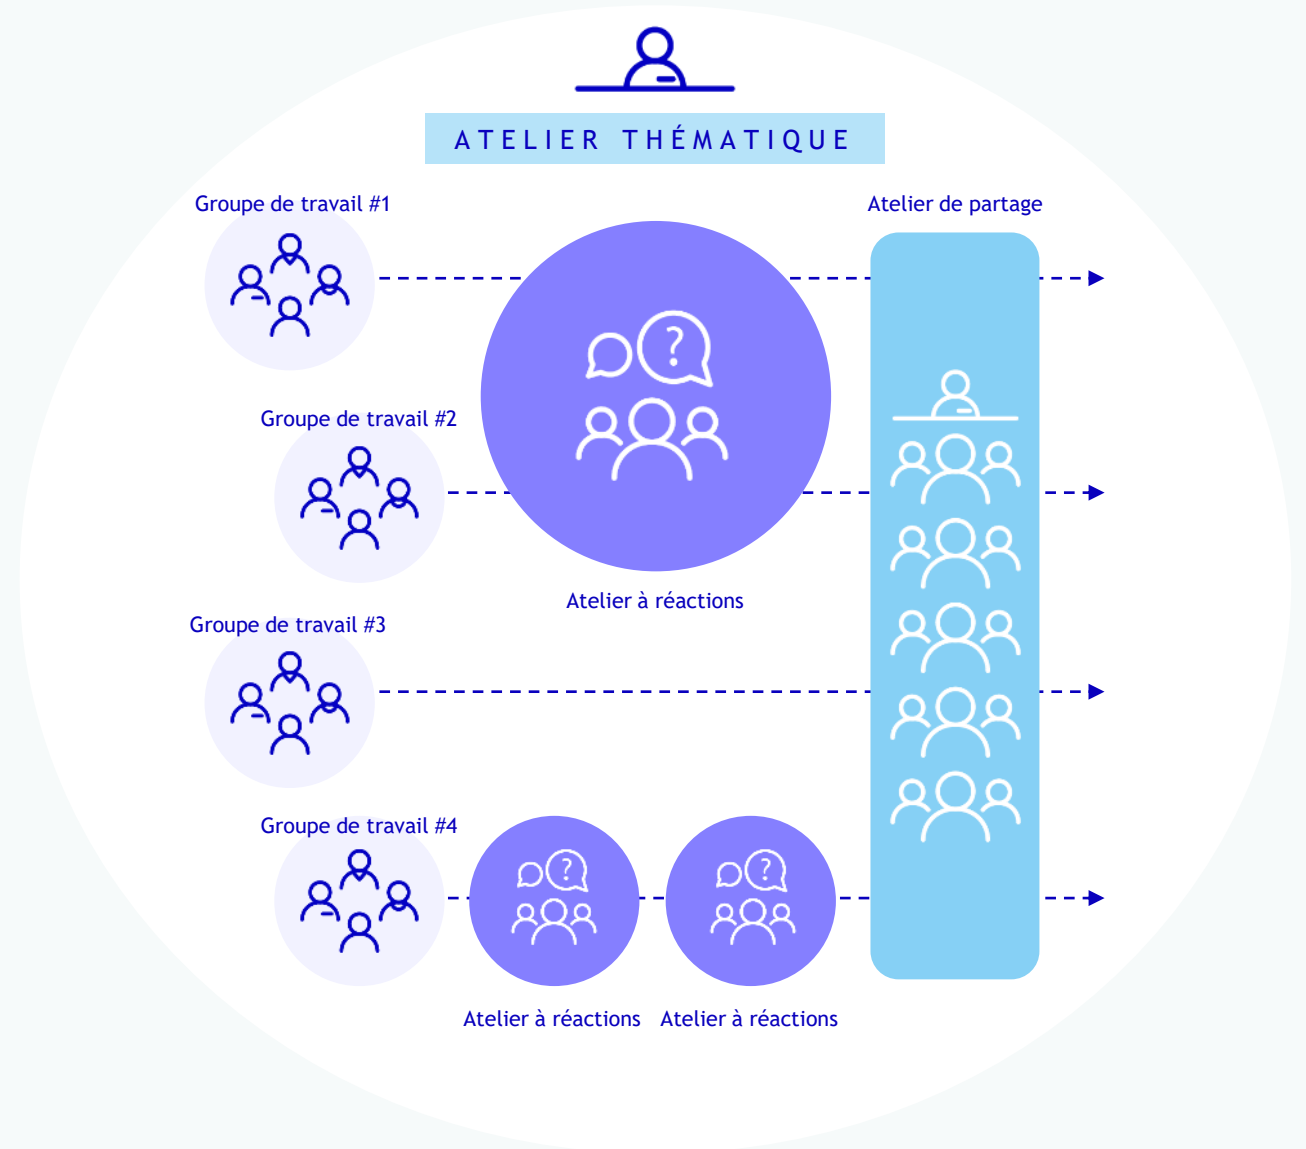 ATELIER THÉMATIQUE
Groupe de travail #1
Atelier de partage
?
Groupe de travail #2
Atelier à réactions
Groupe de travail #3
Groupe de travail #4
?
?
Atelier à réactions
Atelier à réactions